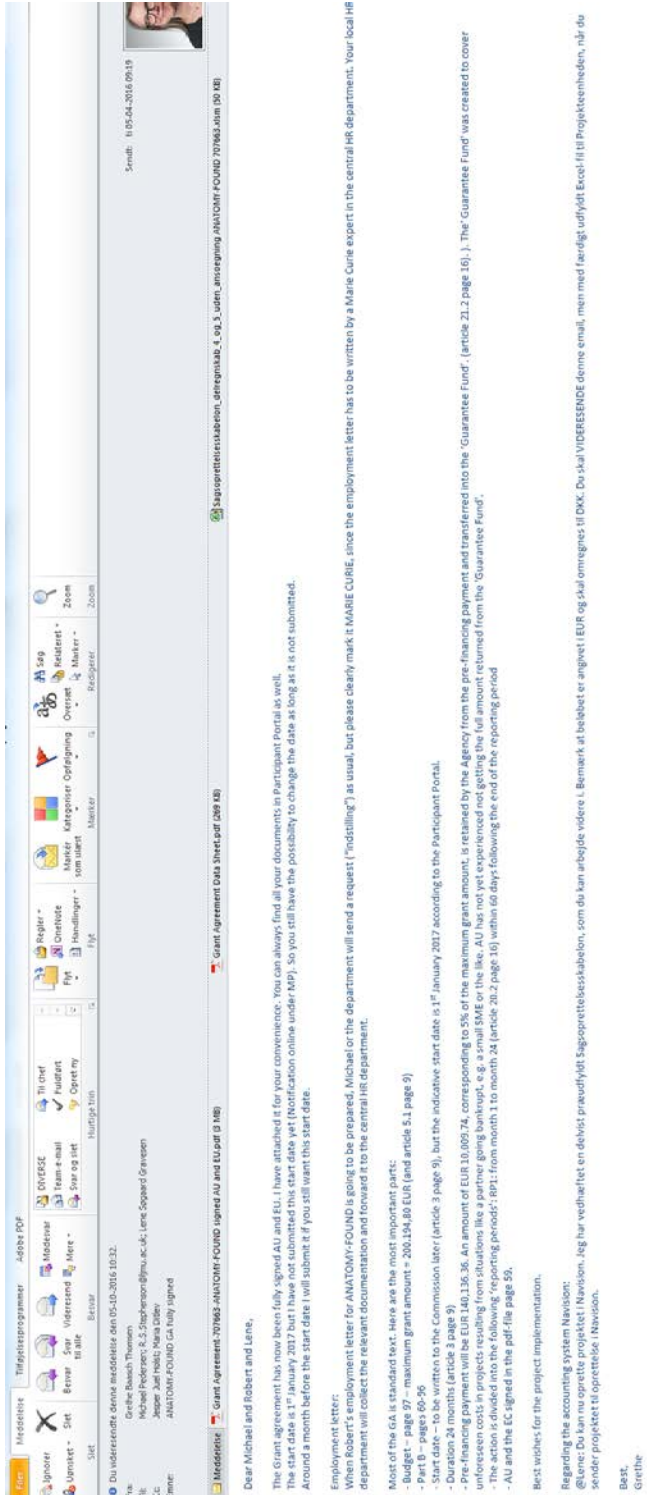 Filer Meddelelse Tilføjelsesprogrammer Adobe PDF
Ignorer
Uønsket
Slet
Besvar
Svar til alle
Videresend
Mødesvar
Mere
DIVERSE
Team-e-mail
Svar og slet
Til chef
Fuldført
Opret ny
Flyt
Regler
OneNote
Handlinger
Markér som ulæst
Kategoriser
Opfølgning
Oversæt
Søg
Relateret
Marker
Zoom
Slet Besvar Hurtige trin Flyt Mærker Redigerer Zoom
Du videresendte denne meddelelse den 05-10-2016 10:32.
Fra: Grethe Baasch Thomsen
Til: Michael Pedersen; R.S.Stephenson@ljmu.ac.uk; Lene Søgaard Gravesen
Cc: Jesper Juel Holst; Maria Ditlev
Emne: ANATOMY-FOUND GA fully signed
Sendt: ti 05-04-2016 09:19
Meddelelse
Grant Agreement-707663-ANATOMY-FOUND signed AU and EU.pdf (3 MB)
Grant Agreement Data Sheet.pdf (269 KB)
Sagsoprettelsesskabelon_delregnskab_4_og_5_uden_ansoegning ANATOMY-FOUND 707663.xlsm (50 KB)
Dear Michael and Robert and Lene,
The Grant agreement has now been fully signed AU and EU. I have attached it for your convenience. You can always find all your documents in Participant Portal as well.
The start date is 1st January 2017 but I have not submitted this start date yet (Notification online under MP). So you still have the possibility to change the date as long as it is not submitted.
Around a month before the start date I will submit it if you still want this start date.
Employment letter:
When Robert's employment letter for ANATOMY-FOUND is going to be prepared, Michael or the department will send a request ("indstilling") as usual, but please clearly mark it MARIE CURIE, since the employment letter has to be written by a Marie Curie expert in the central HR department. Your local HR
department will collect the relevant documentation and forward it to the central HR department.
Most of the GA is standard text. Here are the most important parts:
- Budget – page 97 – maximum grant amount = 200.194,80 EUR (and article 5.1 page 9)
- Part B – pages 60-96
- Start date – to be written to the Commission later (article 3 page 9), but the indicative start date is 1st January 2017 according to the Participant Portal.
- Duration 24 months (article 3 page 9)
- Pre-financing payment will be EUR 140,136.36. An amount of EUR 10,009.74, corresponding to 5% of the maximum grant amount, is retained by the Agency from the pre-financing payment and transferred into the 'Guarantee Fund'. (article 21.2 page 16). ). The' Guarantee Fund' was created to cover
unforeseen costs in projects resulting from situations like a partner going bankrupt, e.g. a small SME or the like. AU has not yet experienced not getting the full amount returned from the 'Guarantee Fund'.
- The action is divided into the following 'reporting periods': RP1: from month 1 to month 24 (article 20.2 page 16) within 60 days following the end of the reporting period
- AU and the EC signed in the pdf-file page 59.
Best wishes for the project implementation.
Regarding the accounting system Navision:
@Lene: Du kan nu oprette projektet i Navision. Jeg har vedhæftet en delvist præudfyldt Sagsoprettelsesskabelon, som du kan arbejde videre i. Bemærk at beløbet er angivet i EUR og skal omregnes til DKK. Du skal VIDERESENDE denne email, men med færdigt udfyldt Excel-fil til Projektenheden, når du
sender projektet til oprettelse i Navision.
Best,
Grethe